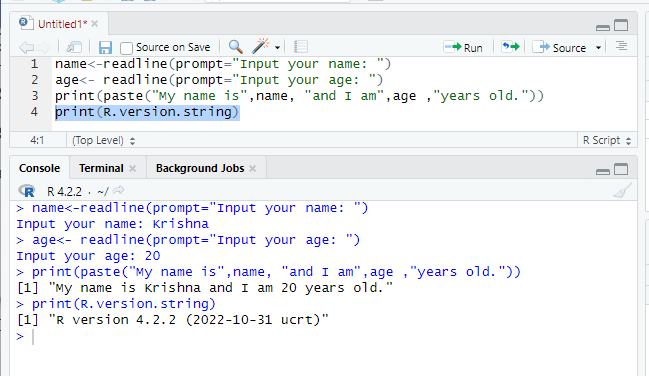 Untitled1*
Source on Save
Run
Source
1 name<-readline(prompt="Input your name: ")
2 age<- readline(prompt="Input your age: ")
3 print(paste("My name is",name, "and I am",age ,"years old."))
4 print(R.version.string)
4:1 (Top Level) R Script
Console Terminal Background Jobs
R R 4.2.2 · ~/
> name<-readline(prompt="Input your name: ")
Input your name: Krishna
> age<- readline(prompt="Input your age: ")
Input your age: 20
> print(paste("My name is",name, "and I am",age ,"years old."))
[1] "My name is Krishna and I am 20 years old."
> print(R.version.string)
[1] "R version 4.2.2 (2022-10-31 ucrt)"
>